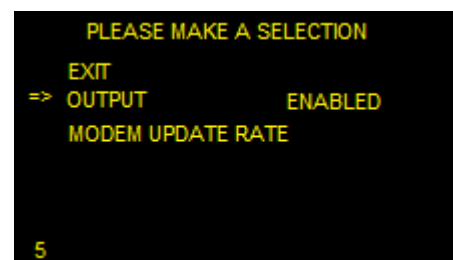 PLEASE MAKE A SELECTION
EXIT
=> OUTPUT ENABLED
MODEM UPDATE RATE
5